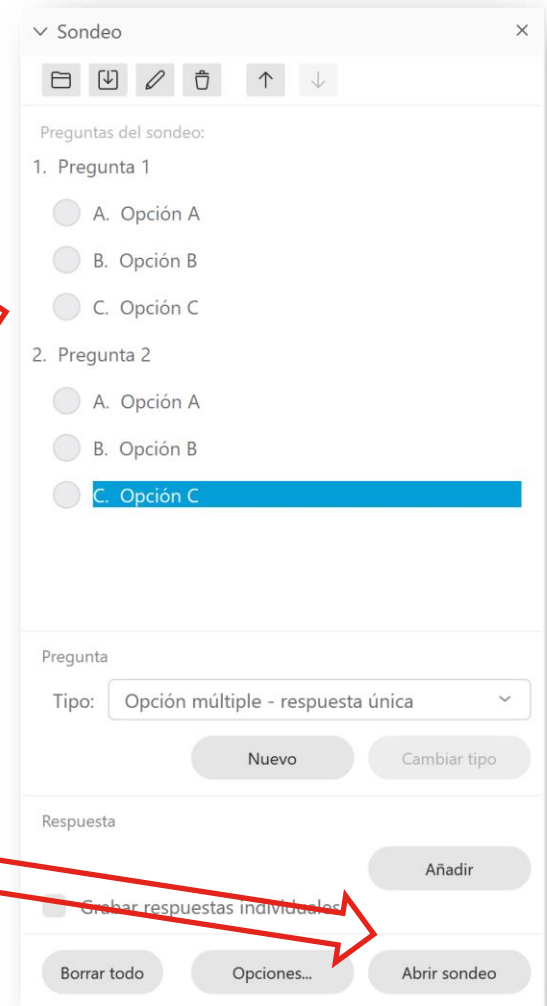 Sondeo
Preguntas del sondeo:
1. Pregunta 1
A. Opción A
B. Opción B
C. Opción C
2. Pregunta 2
A. Opción A
B. Opción B
C. Opción C
Pregunta
Tipo: Opción múltiple - respuesta única
Nuevo Cambiar tipo
Respuesta
Añadir
Grabar respuestas individuales
Borrar todo Opciones... Abrir sondeo